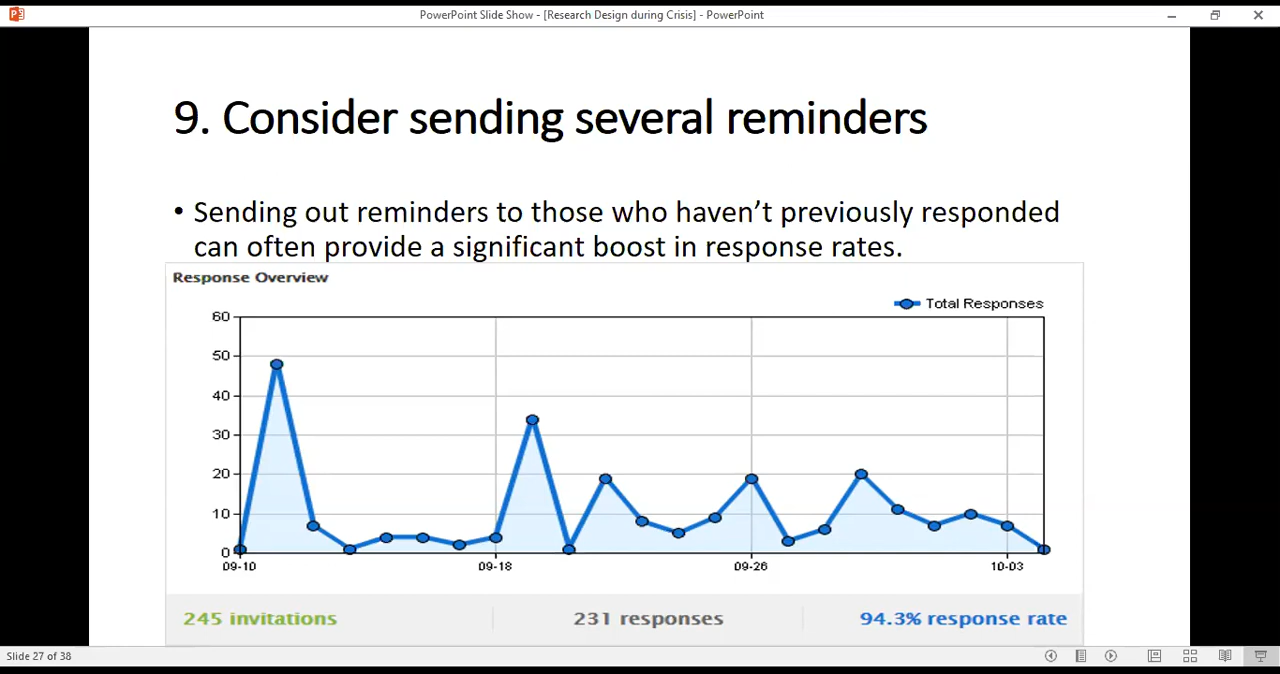 PowerPoint Slide Show - [Research Design during Crisis] - PowerPoint
9. Consider sending several reminders
• Sending out reminders to those who haven’t previously responded
can often provide a significant boost in response rates.
Response Overview
Total Responses
60
50
40
30
20
10
0
09-10 09-18 09-26 10-03
245 invitations 231 responses 94.3% response rate
Slide 27 of 38